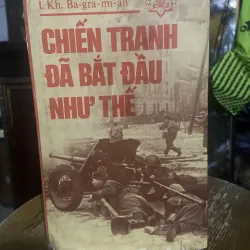 I. Kh. Ba-gra-mi-an
CHIẾN TRANH
ĐÃ BẮT ĐẦU
NHƯ THẾ